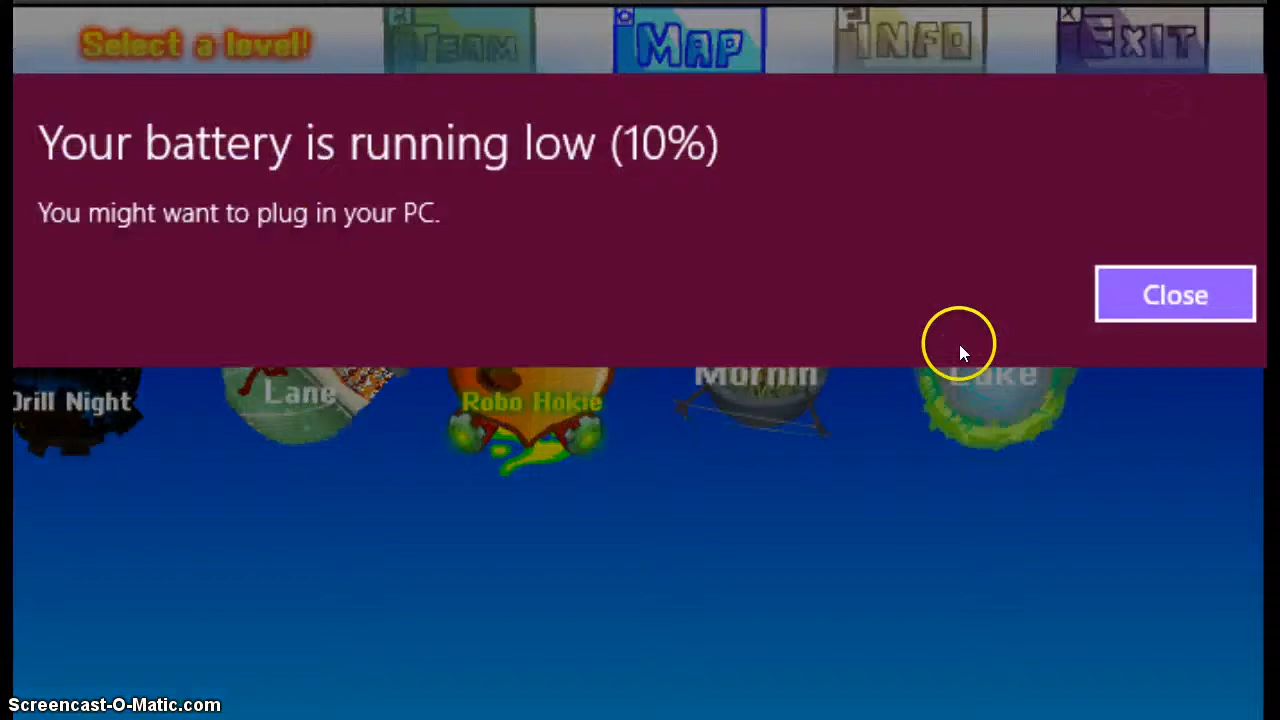 Select a level!
Team
Map
Info
Exit
Your battery is running low (10%)
You might want to plug in your PC.
Close
Drill Night
Lane
Robo Hokie
Mornin
Luke
Screencast-O-Matic.com